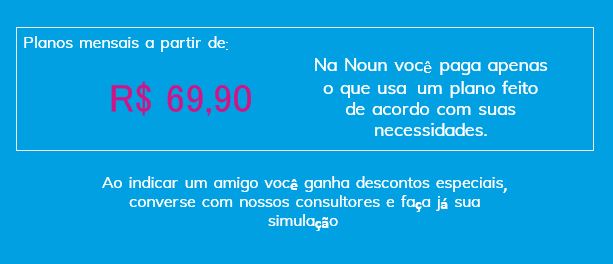 Planos mensais a partir de:
R$ 69,90
Na Noun você paga apenas
o que usa um plano feito
de acordo com suas
necessidades.
Ao indicar um amigo você ganha descontos especiais,
converse com nossos consultores e faça já sua
simulação